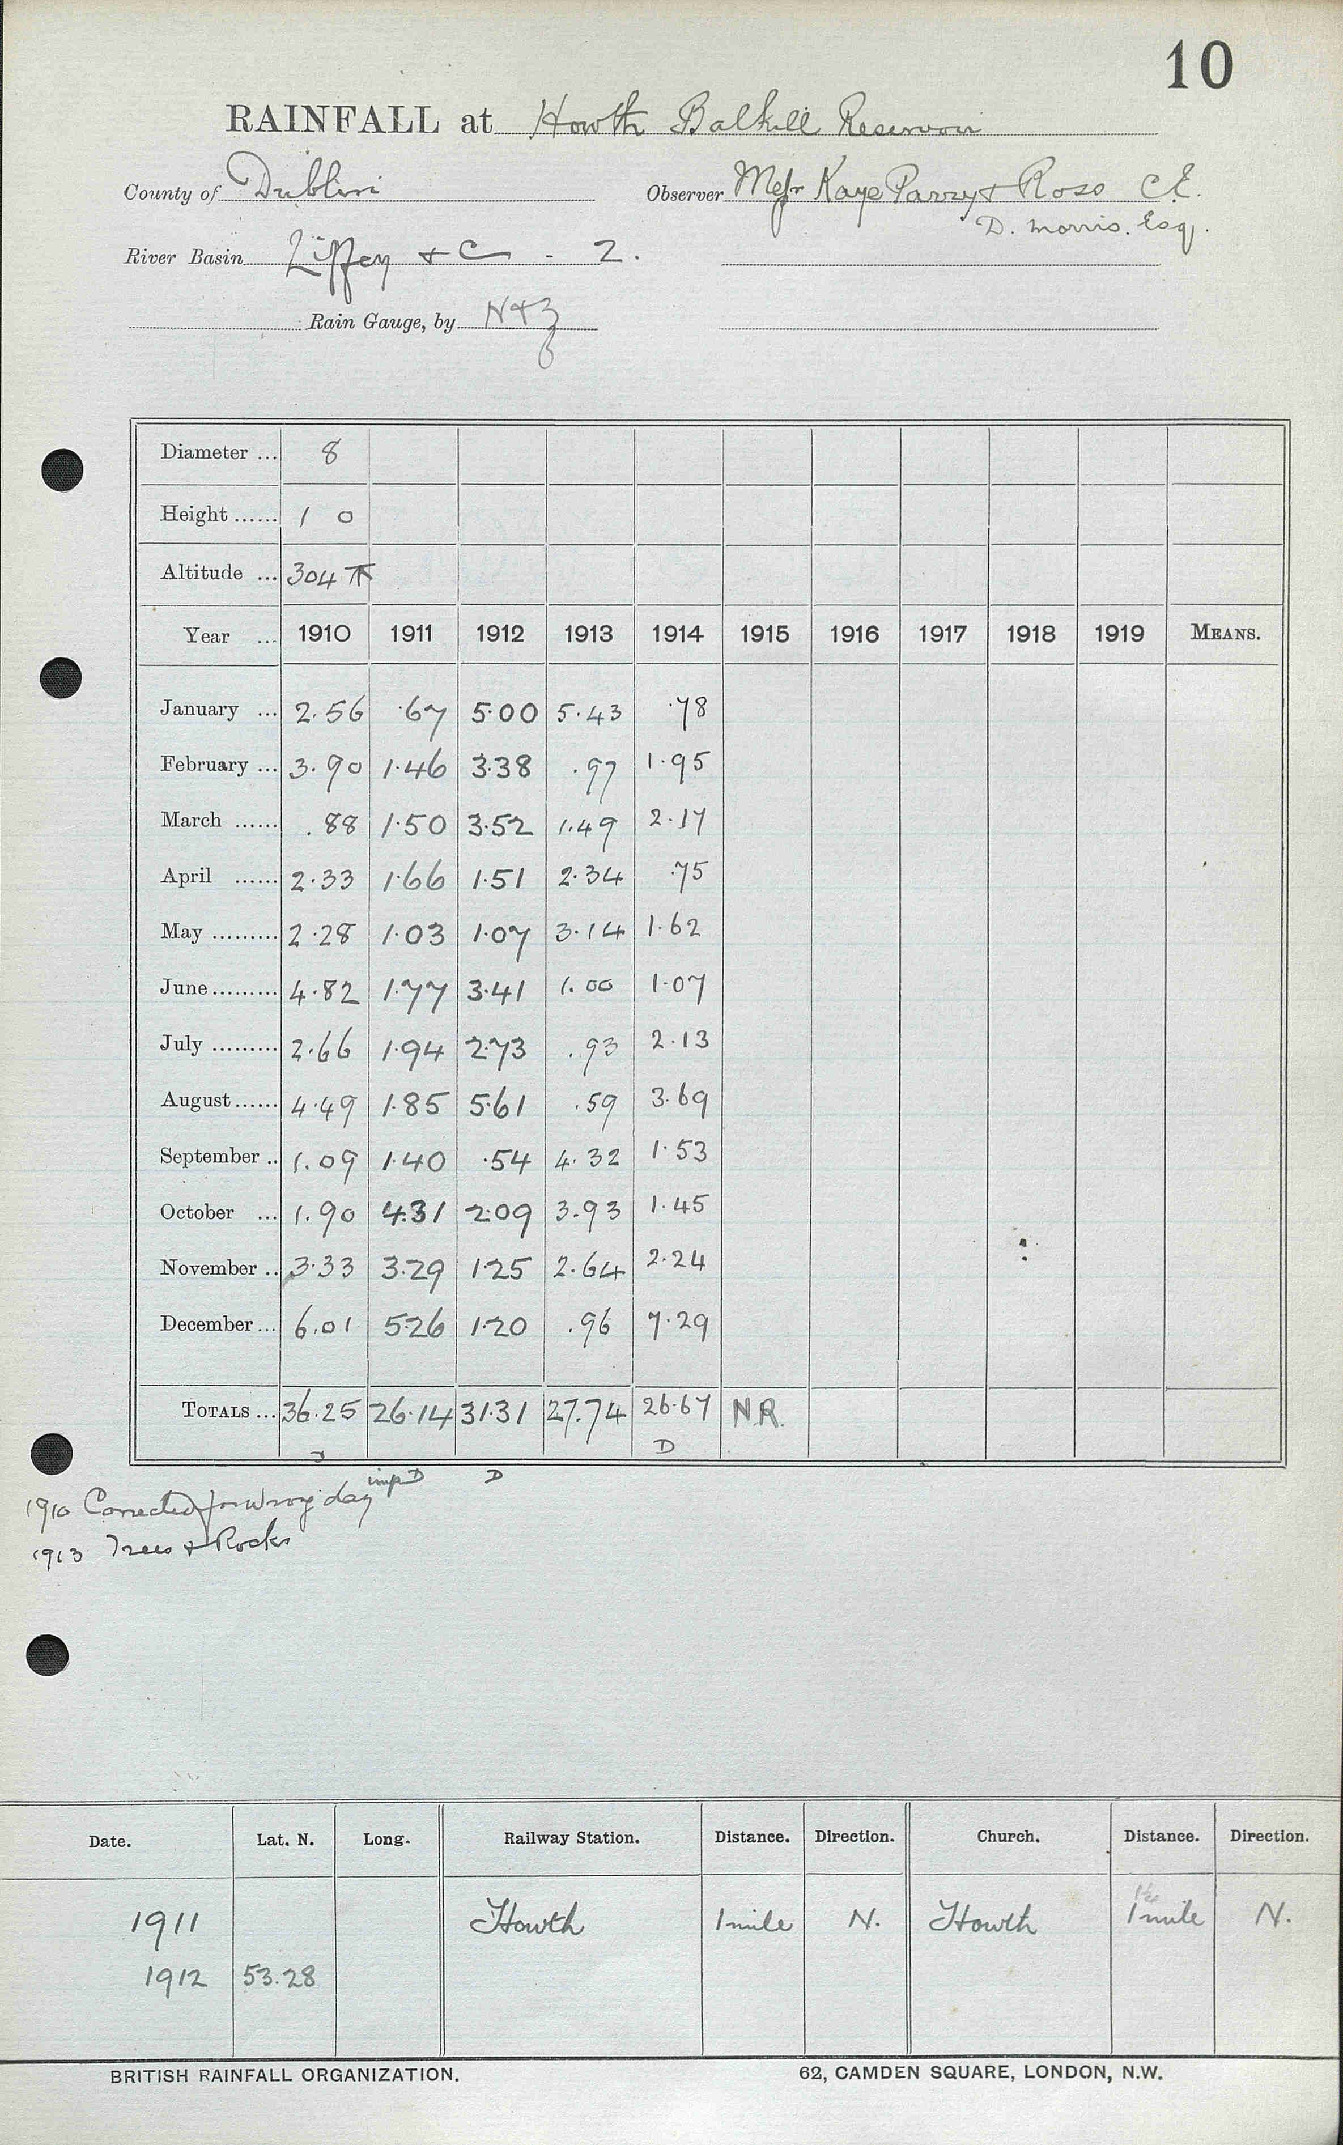 10
RAINFALL at Howth Balkill Reservoir
County of Dublin Observer Messrs Kaye Parry & Ross C.E.
D. Morris. Esq.
River Basin Liffey &c - 2.
Rain Gauge, by N&Z
Diameter ... 8
Height ...... 1 0
Altitude ... 304
Year ... 1910 1911 1912 1913 1914 1915 1916 1917 1918 1919 MEANS.
January ... 2.56 .67 5.00 5.43 .78
February ... 3.90 1.46 3.38 .97 1.95
March ...... .88 1.50 3.52 1.49 2.17
April ...... 2.33 1.66 1.51 2.34 .75
May ......... 2.28 1.03 1.07 3.14 1.62
June ......... 4.82 1.77 3.41 1.00 1.07
July ......... 2.66 1.94 2.73 .93 2.13
August ...... 4.49 1.85 5.61 .59 3.69
September .. 1.09 1.40 .54 4.32 1.53
October ... 1.90 4.31 2.09 3.93 1.45
November .. 3.33 3.29 1.25 2.64 2.24
December ... 6.01 5.26 1.20 .96 7.29
TOTALS ... 36.25 26.14 31.31 27.74 26.67 N.R.
D
imp D D
1910 Corrected for wrong day
1913 Trees & Rocks
Date. Lat. N. Long. Railway Station. Distance. Direction. Church. Distance. Direction.
1911 Howth 1 mile N. Howth 1 mile N.
1912 53.28
BRITISH RAINFALL ORGANIZATION. 62, CAMDEN SQUARE, LONDON, N.W.